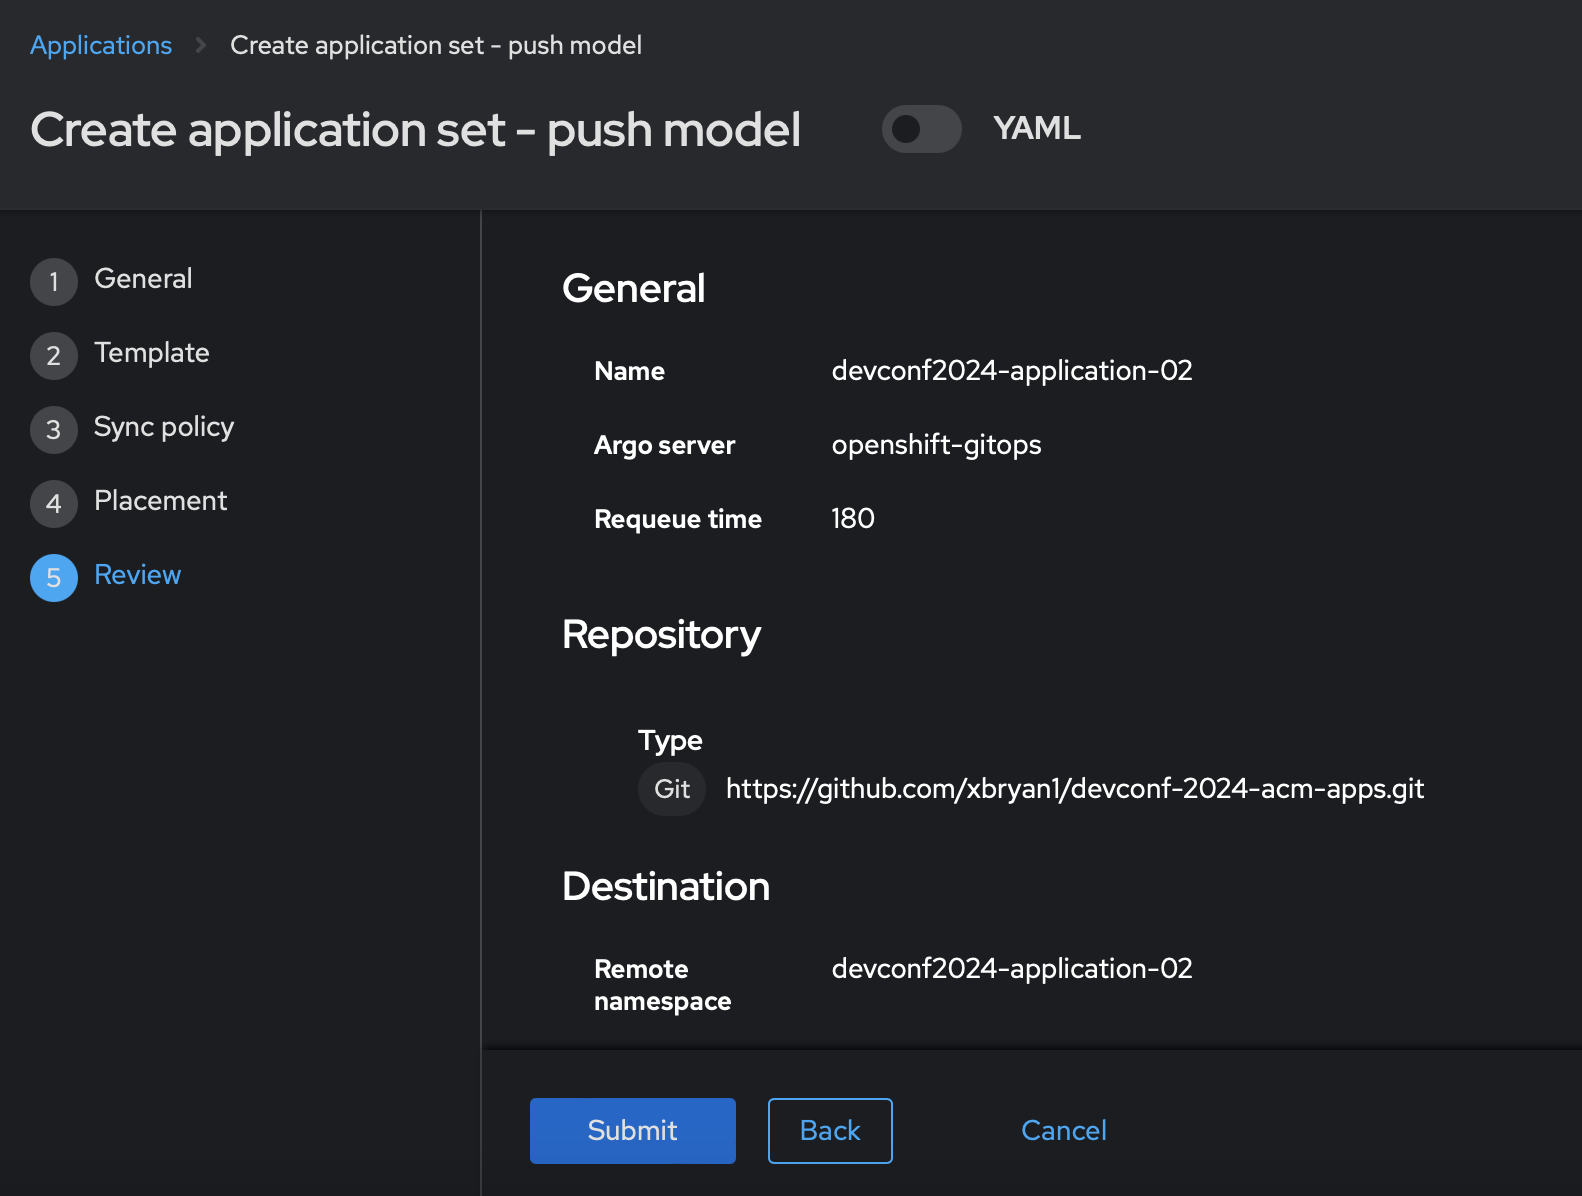 Applications > Create application set - push model
Create application set - push model YAML
1 General
2 Template
3 Sync policy
4 Placement
5 Review
General
Name devconf2024-application-02
Argo server openshift-gitops
Requeue time 180
Repository
Type
Git https://github.com/xbryan1/devconf-2024-acm-apps.git
Destination
Remote devconf2024-application-02
namespace
Submit Back Cancel